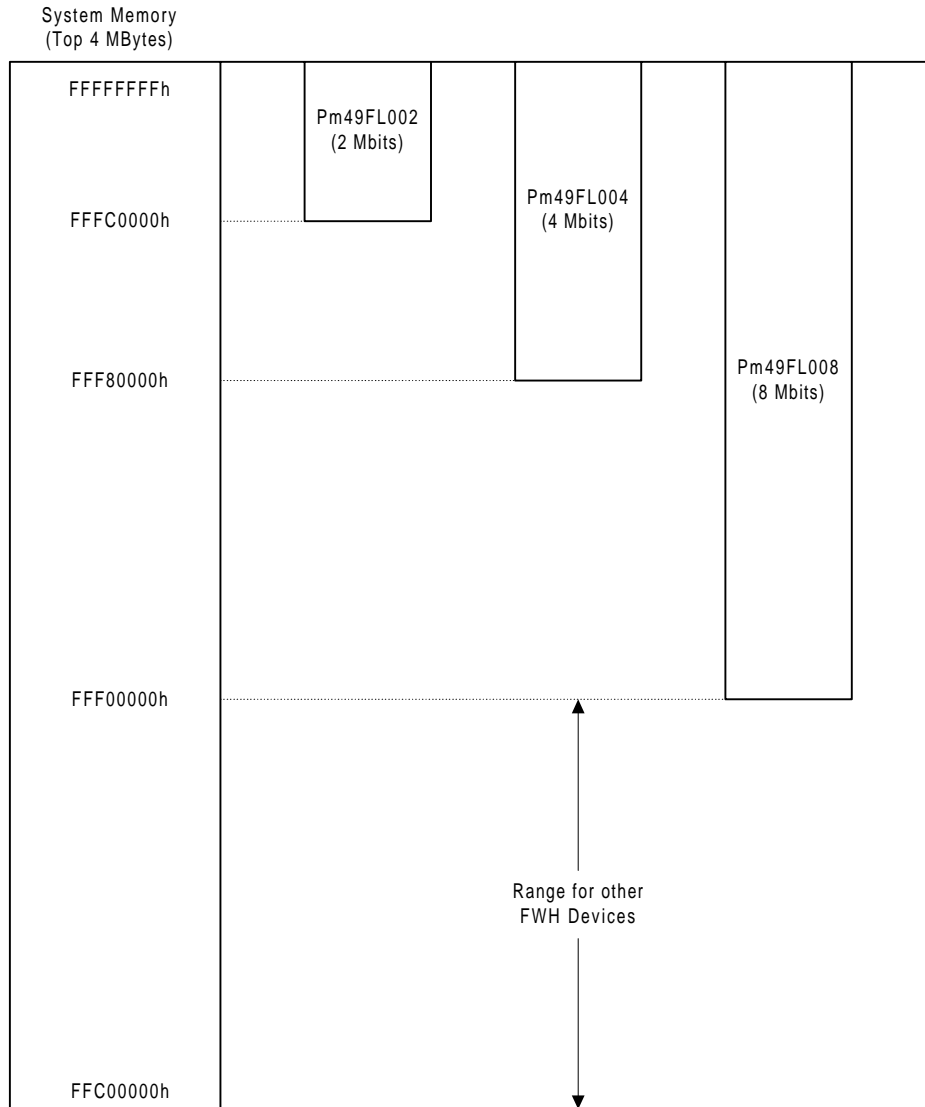 System Memory
(Top 4 MBytes)
FFFFFFFFh
Pm49FL002
(2 Mbits)
Pm49FL004
(4 Mbits)
FFFC0000h
Pm49FL008
(8 Mbits)
FFF80000h
FFF00000h
Range for other
FWH Devices
FFC00000h